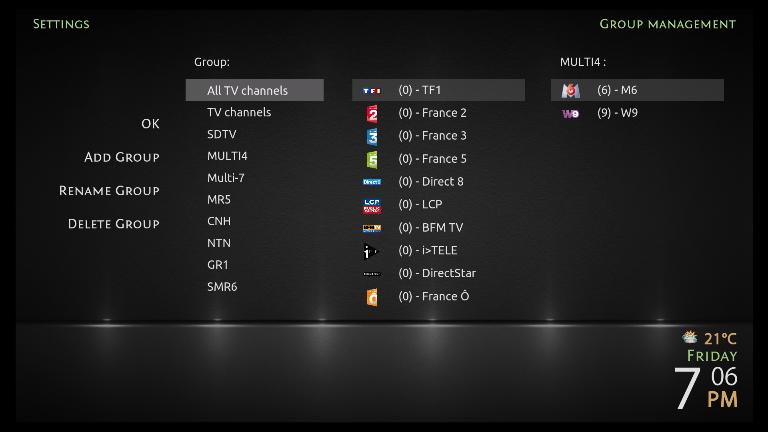 SETTINGS
GROUP MANAGEMENT
Group:
MULTI4 :
OK
ADD GROUP
RENAME GROUP
DELETE GROUP
All TV channels
TV channels
SDTV
MULTI4
Multi-7
MR5
CNH
NTN
GR1
SMR6
TF1 (0) - TF1
2 (0) - France 2
3 (0) - France 3
5 (0) - France 5
Direct8 (0) - Direct 8
LCP (0) - LCP
(0) - BFM TV
i> (0) - i>TELE
(0) - DirectStar
ô (0) - France Ô
(6) - M6
W9 (9) - W9
21°C
FRIDAY
7 06
PM